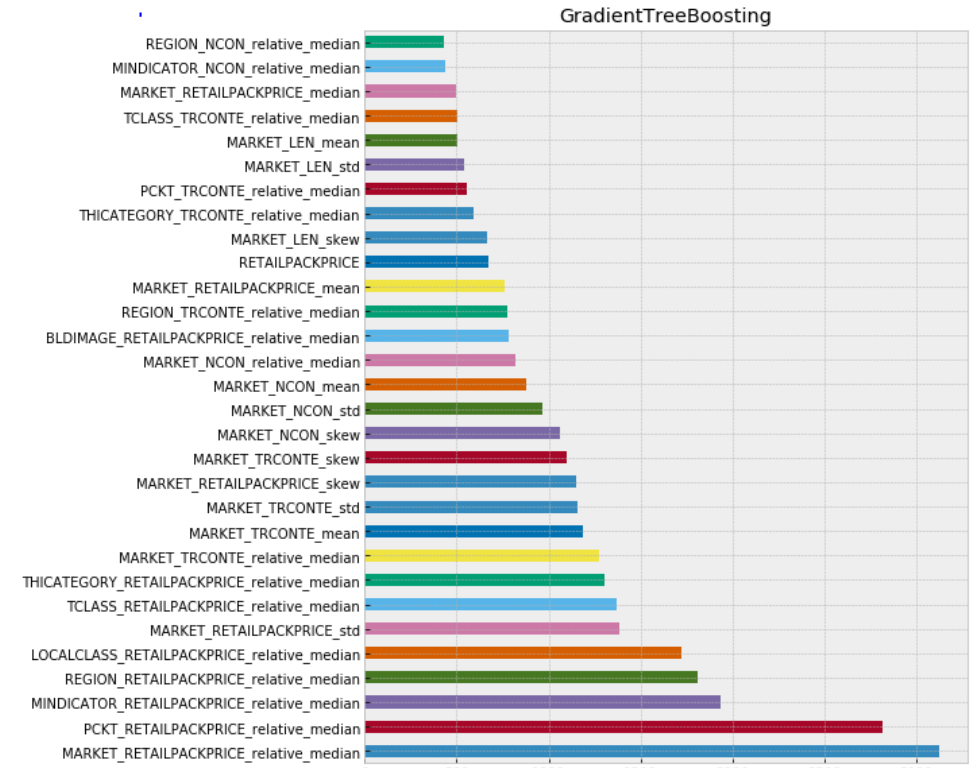 GradientTreeBoosting
REGION_NCON_relative_median
MINDICATOR_NCON_relative_median
MARKET_RETAILPACKPRICE_median
TCLASS_TRCONTE_relative_median
MARKET_LEN_mean
MARKET_LEN_std
PCKT_TRCONTE_relative_median
THICATEGORY_TRCONTE_relative_median
MARKET_LEN_skew
RETAILPACKPRICE
MARKET_RETAILPACKPRICE_mean
REGION_TRCONTE_relative_median
BLDIMAGE_RETAILPACKPRICE_relative_median
MARKET_NCON_relative_median
MARKET_NCON_mean
MARKET_NCON_std
MARKET_NCON_skew
MARKET_TRCONTE_skew
MARKET_RETAILPACKPRICE_skew
MARKET_TRCONTE_std
MARKET_TRCONTE_mean
MARKET_TRCONTE_relative_median
THICATEGORY_RETAILPACKPRICE_relative_median
TCLASS_RETAILPACKPRICE_relative_median
MARKET_RETAILPACKPRICE_std
LOCALCLASS_RETAILPACKPRICE_relative_median
REGION_RETAILPACKPRICE_relative_median
MINDICATOR_RETAILPACKPRICE_relative_median
PCKT_RETAILPACKPRICE_relative_median
MARKET_RETAILPACKPRICE_relative_median